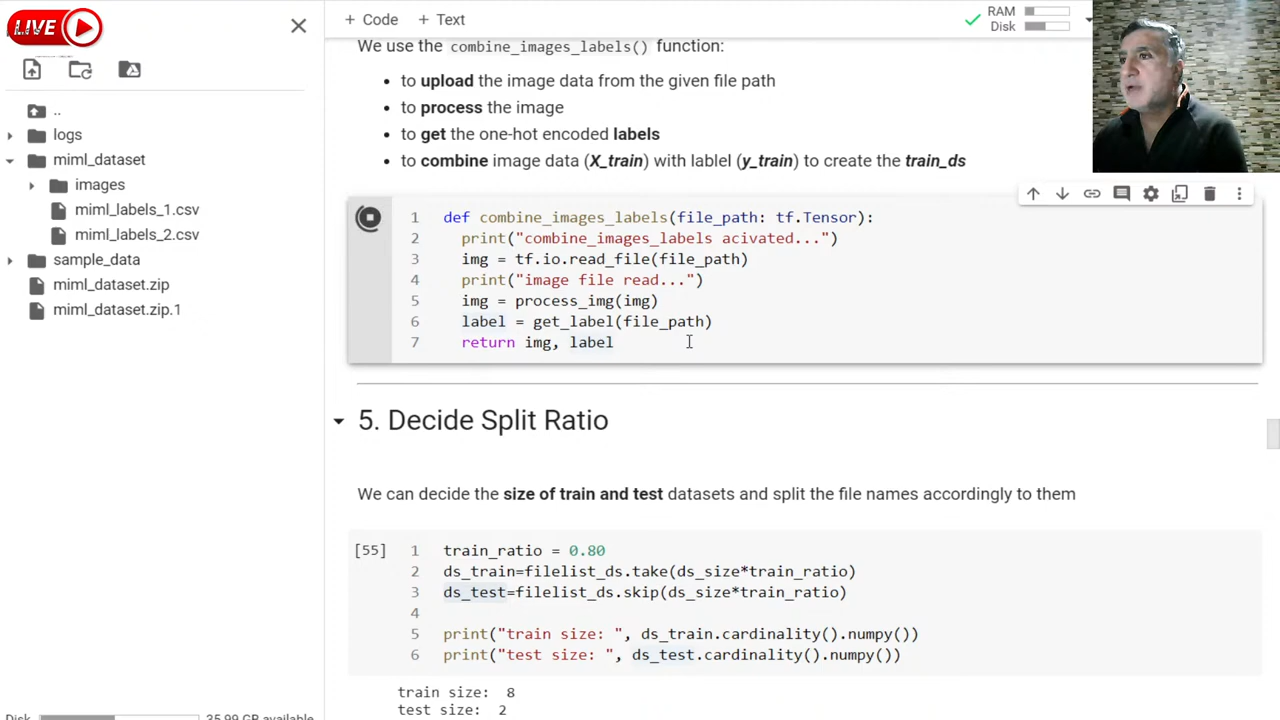 LIVE
+ Code + Text
RAM
Disk
..
logs
miml_dataset
images
miml_labels_1.csv
miml_labels_2.csv
sample_data
miml_dataset.zip
miml_dataset.zip.1
Disk 35.99 GB available
We use the combine_images_labels() function:
• to upload the image data from the given file path
• to process the image
• to get the one-hot encoded labels
• to combine image data (X_train) with lablel (y_train) to create the train_ds
1 def combine_images_labels(file_path: tf.Tensor):
2 print("combine_images_labels acivated...")
3 img = tf.io.read_file(file_path)
4 print("image file read...")
5 img = process_img(img)
6 label = get_label(file_path)
7 return img, label
5. Decide Split Ratio
We can decide the size of train and test datasets and split the file names accordingly to them
[55] 1 train_ratio = 0.80
2 ds_train=filelist_ds.take(ds_size*train_ratio)
3 ds_test=filelist_ds.skip(ds_size*train_ratio)
4
5 print("train size: ", ds_train.cardinality().numpy())
6 print("test size: ", ds_test.cardinality().numpy())
train size: 8
test size: 2